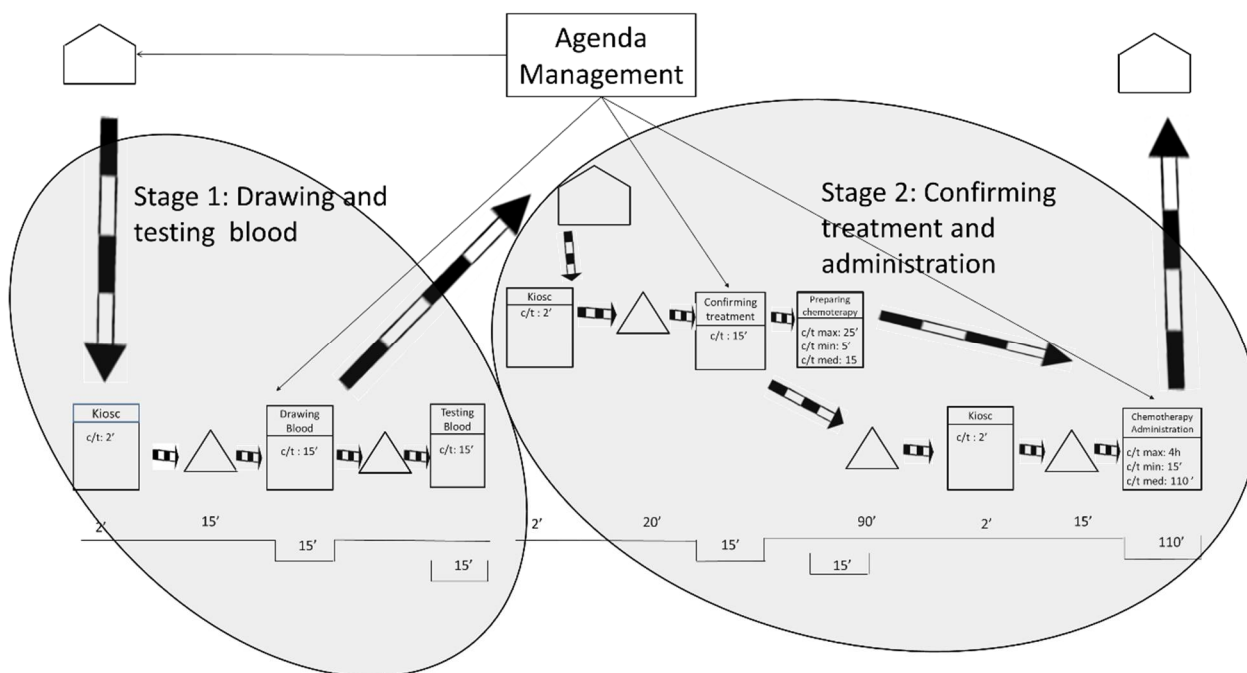 Agenda
Management
Stage 1: Drawing and
testing blood
Stage 2: Confirming
treatment and
administration
Kiosc
c/t: 2'
Drawing
Blood
c/t : 15'
Testing
Blood
c/t: 15'
Kiosc
c/t : 2'
Confirming
treatment
c/t : 15'
Preparing
chemoterapy
c/t max: 25'
c/t min: 5'
c/t med: 15
Kiosc
c/t : 2'
Chemotherapy
Administration
c/t max: 4h
c/t min: 15'
c/t med: 110'
2'
15'
15'
15'
2'
20'
15'
90'
15'
2'
15'
110'